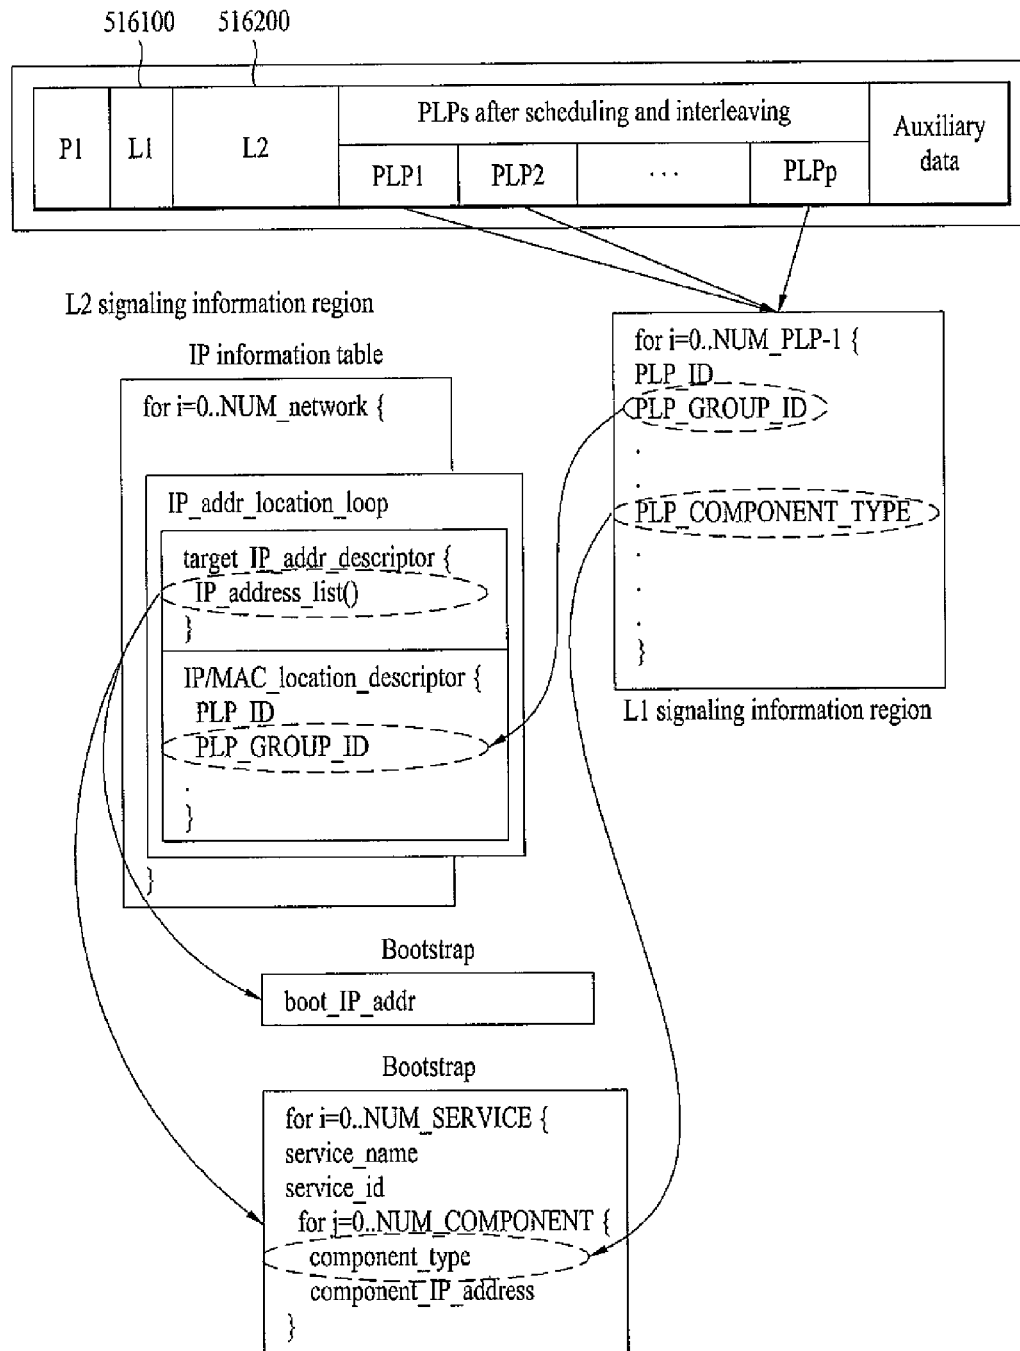 516100 516200
P1 L1 L2 PLPs after scheduling and interleaving Auxiliary data
PLP1 PLP2 ... PLPp
L2 signaling information region
IP information table
for i=0..NUM_network {
IP_addr_location_loop
target_IP_addr_descriptor {
IP_address_list()
}
IP/MAC_location_descriptor {
PLP_ID
PLP_GROUP_ID
.
}
}
for i=0..NUM_PLP-1 {
PLP_ID
PLP_GROUP_ID
.
.
PLP_COMPONENT_TYPE
.
.
.
}
L1 signaling information region
Bootstrap
boot_IP_addr
Bootstrap
for i=0..NUM_SERVICE {
service_name
service_id
for j=0..NUM_COMPONENT {
component_type
component_IP_address
}